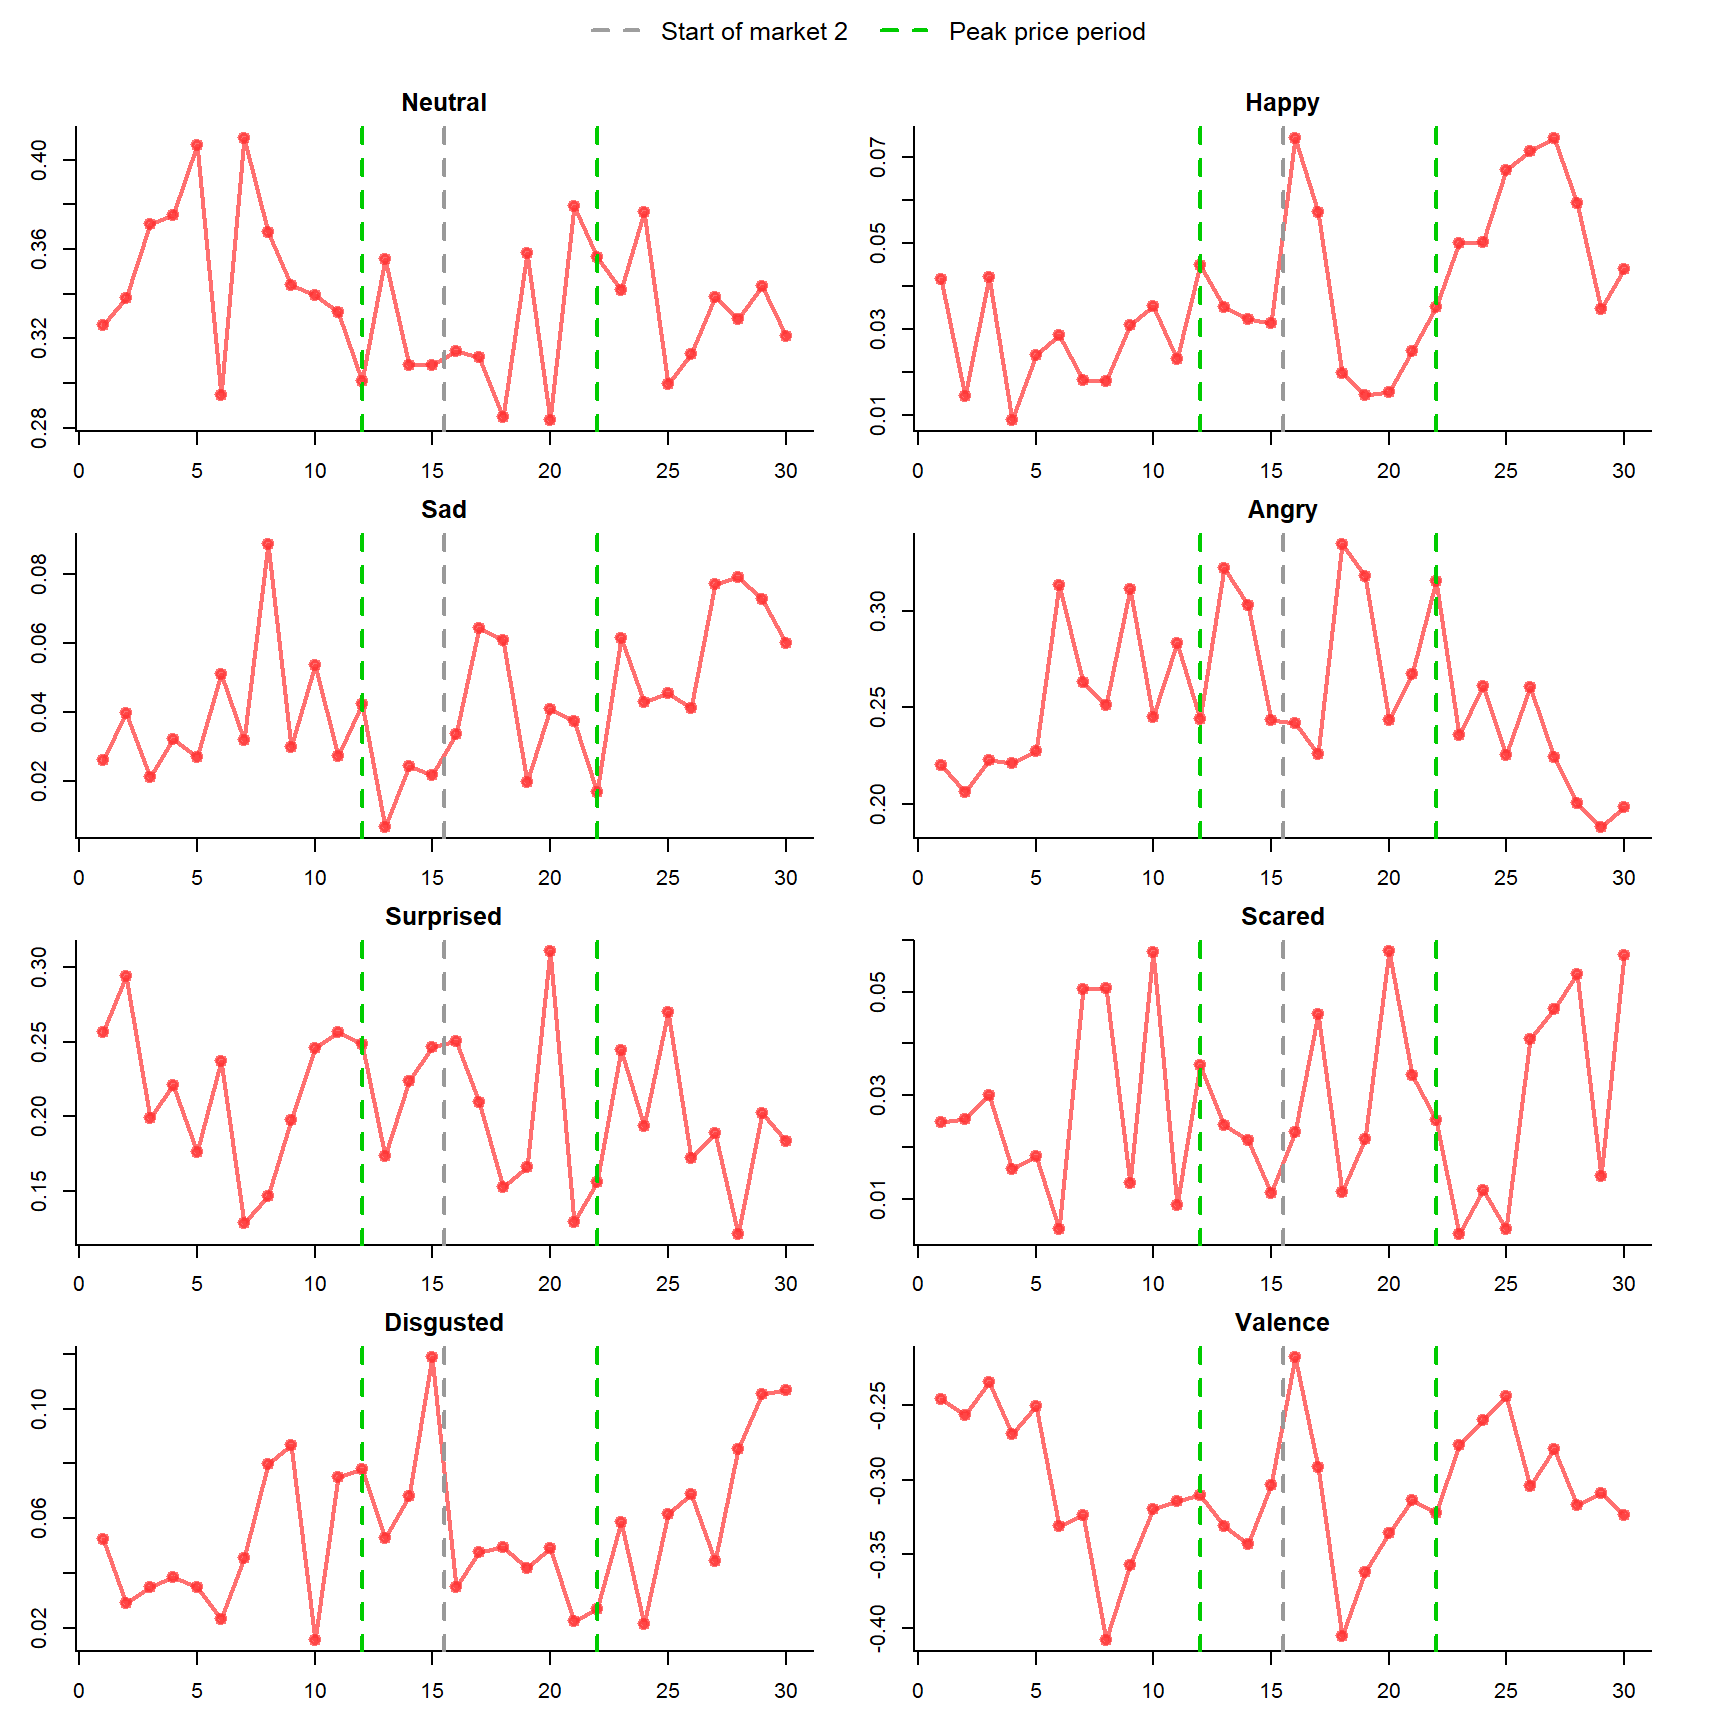 Start of market 2 Peak price period
Neutral
0.28 0.32 0.36 0.40
0 5 10 15 20 25 30
Happy
0.01 0.03 0.05 0.07
0 5 10 15 20 25 30
Sad
0.02 0.04 0.06 0.08
0 5 10 15 20 25 30
Angry
0.20 0.25 0.30
0 5 10 15 20 25 30
Surprised
0.15 0.20 0.25 0.30
0 5 10 15 20 25 30
Scared
0.01 0.03 0.05
0 5 10 15 20 25 30
Disgusted
0.02 0.06 0.10
0 5 10 15 20 25 30
Valence
-0.40 -0.35 -0.30 -0.25
0 5 10 15 20 25 30